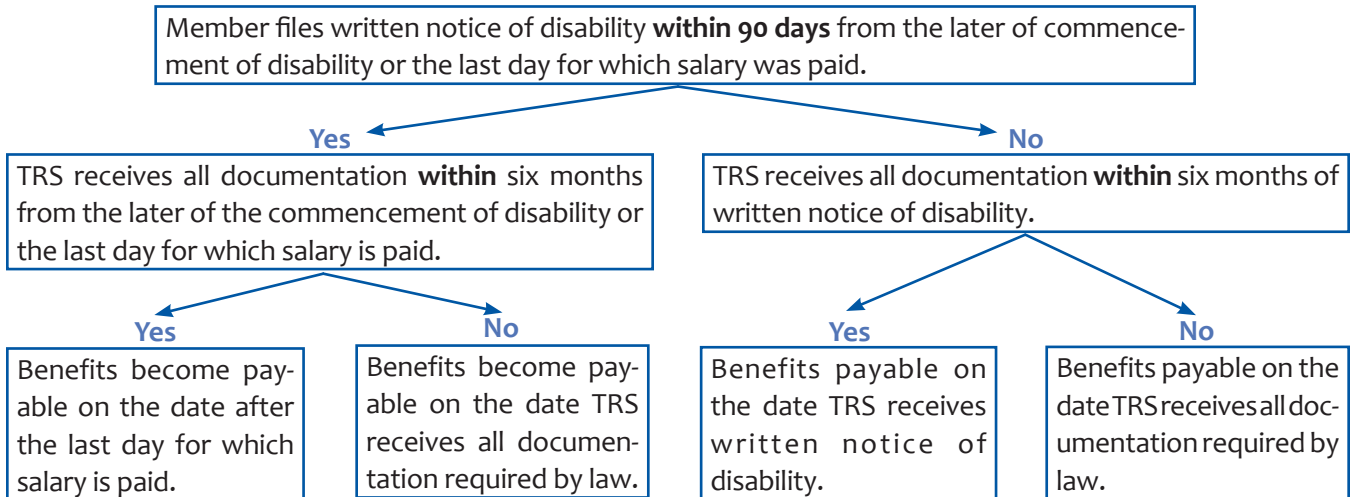 Member files written notice of disability within 90 days from the later of commence-
ment of disability or the last day for which salary was paid.
Yes
No
TRS receives all documentation within six months
from the later of the commencement of disability or
the last day for which salary is paid.
TRS receives all documentation within six months of
written notice of disability.
Yes
No
Yes
No
Benefits become pay-
able on the date after
the last day for which
salary is paid.
Benefits become pay-
able on the date TRS
receives all documen-
tation required by law.
Benefits payable on
the date TRS receives
written notice of
disability.
Benefits payable on the
date TRS receives all doc-
umentation required by
law.